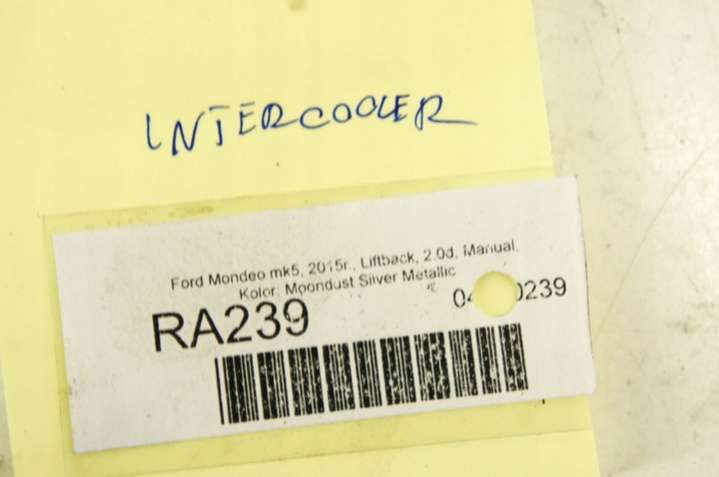 INTERCOOLER
Ford Mondeo mk5, 2015r., Liftback, 2.0d, Manual,
Kolor: Moondust Silver Metallic
RA239